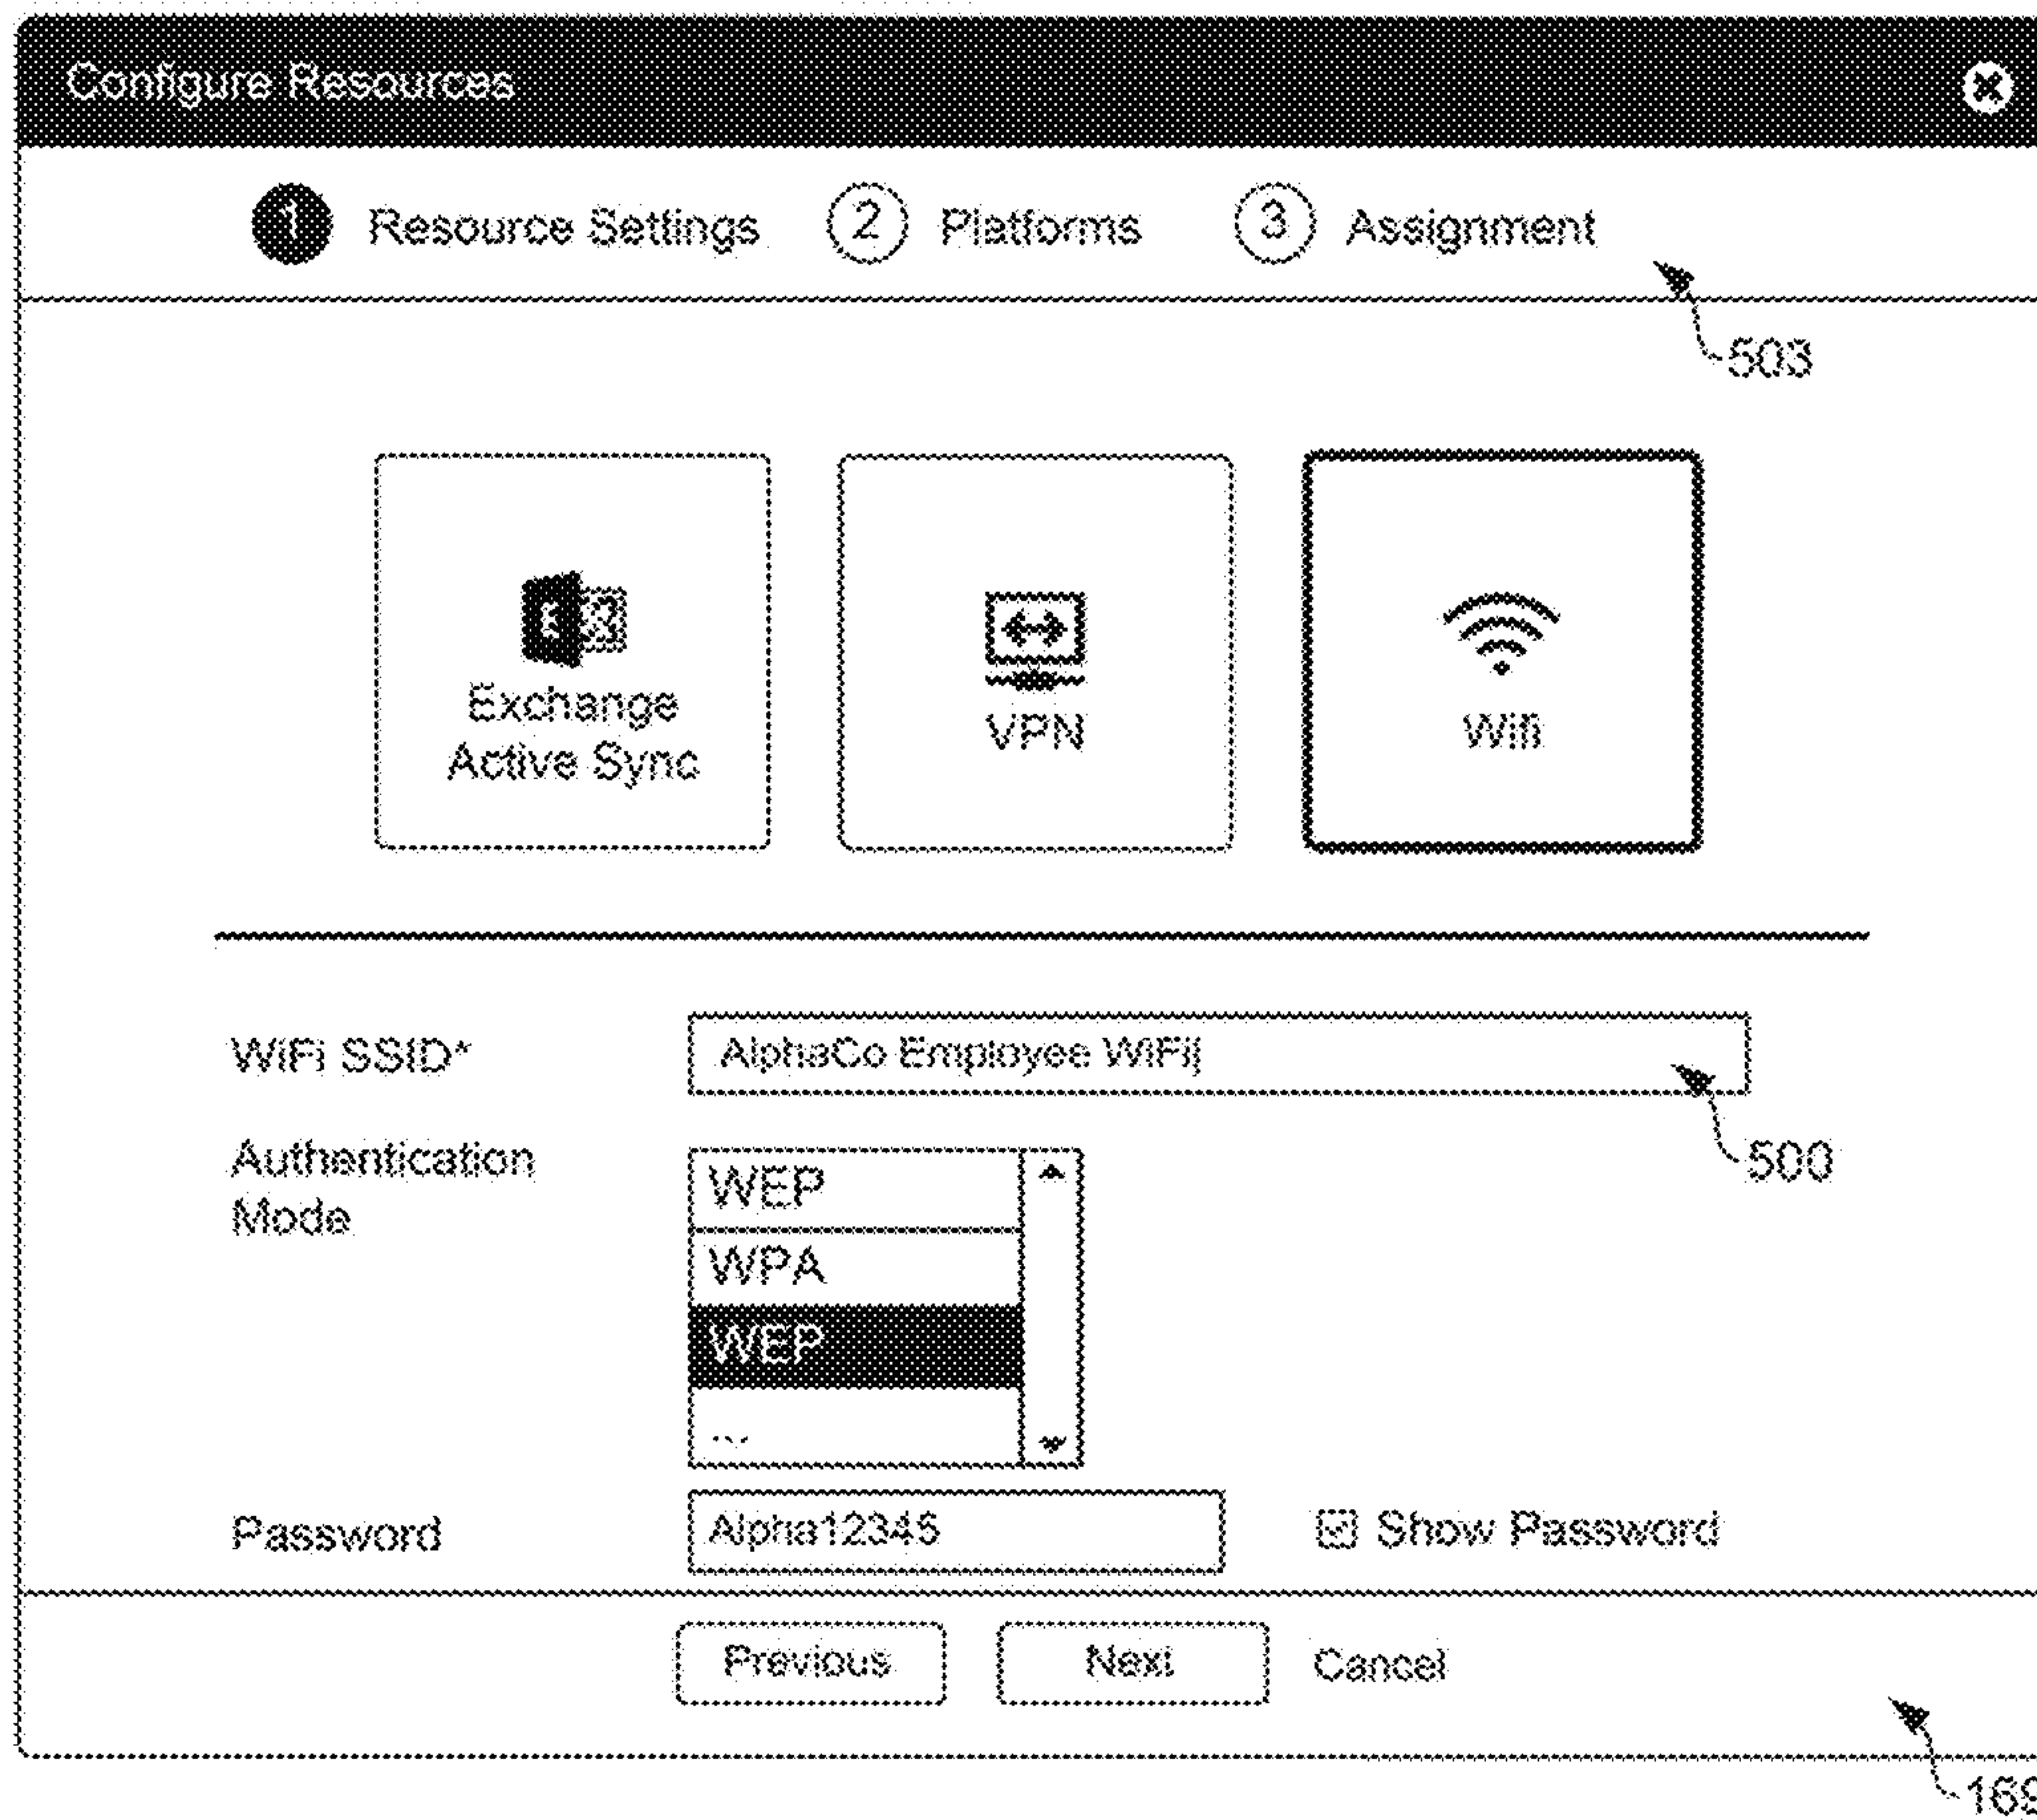 Configure Resources
1 Resource Settings 2 Platforms 3 Assignment
503
Exchange
Active Sync
VPN
Wifi
WiFi SSID*
AlphaCo Employee WiFi
500
Authentication
Mode
WEP
WPA
WEP
Password
Alpha12345
Show Password
Previous Next Cancel